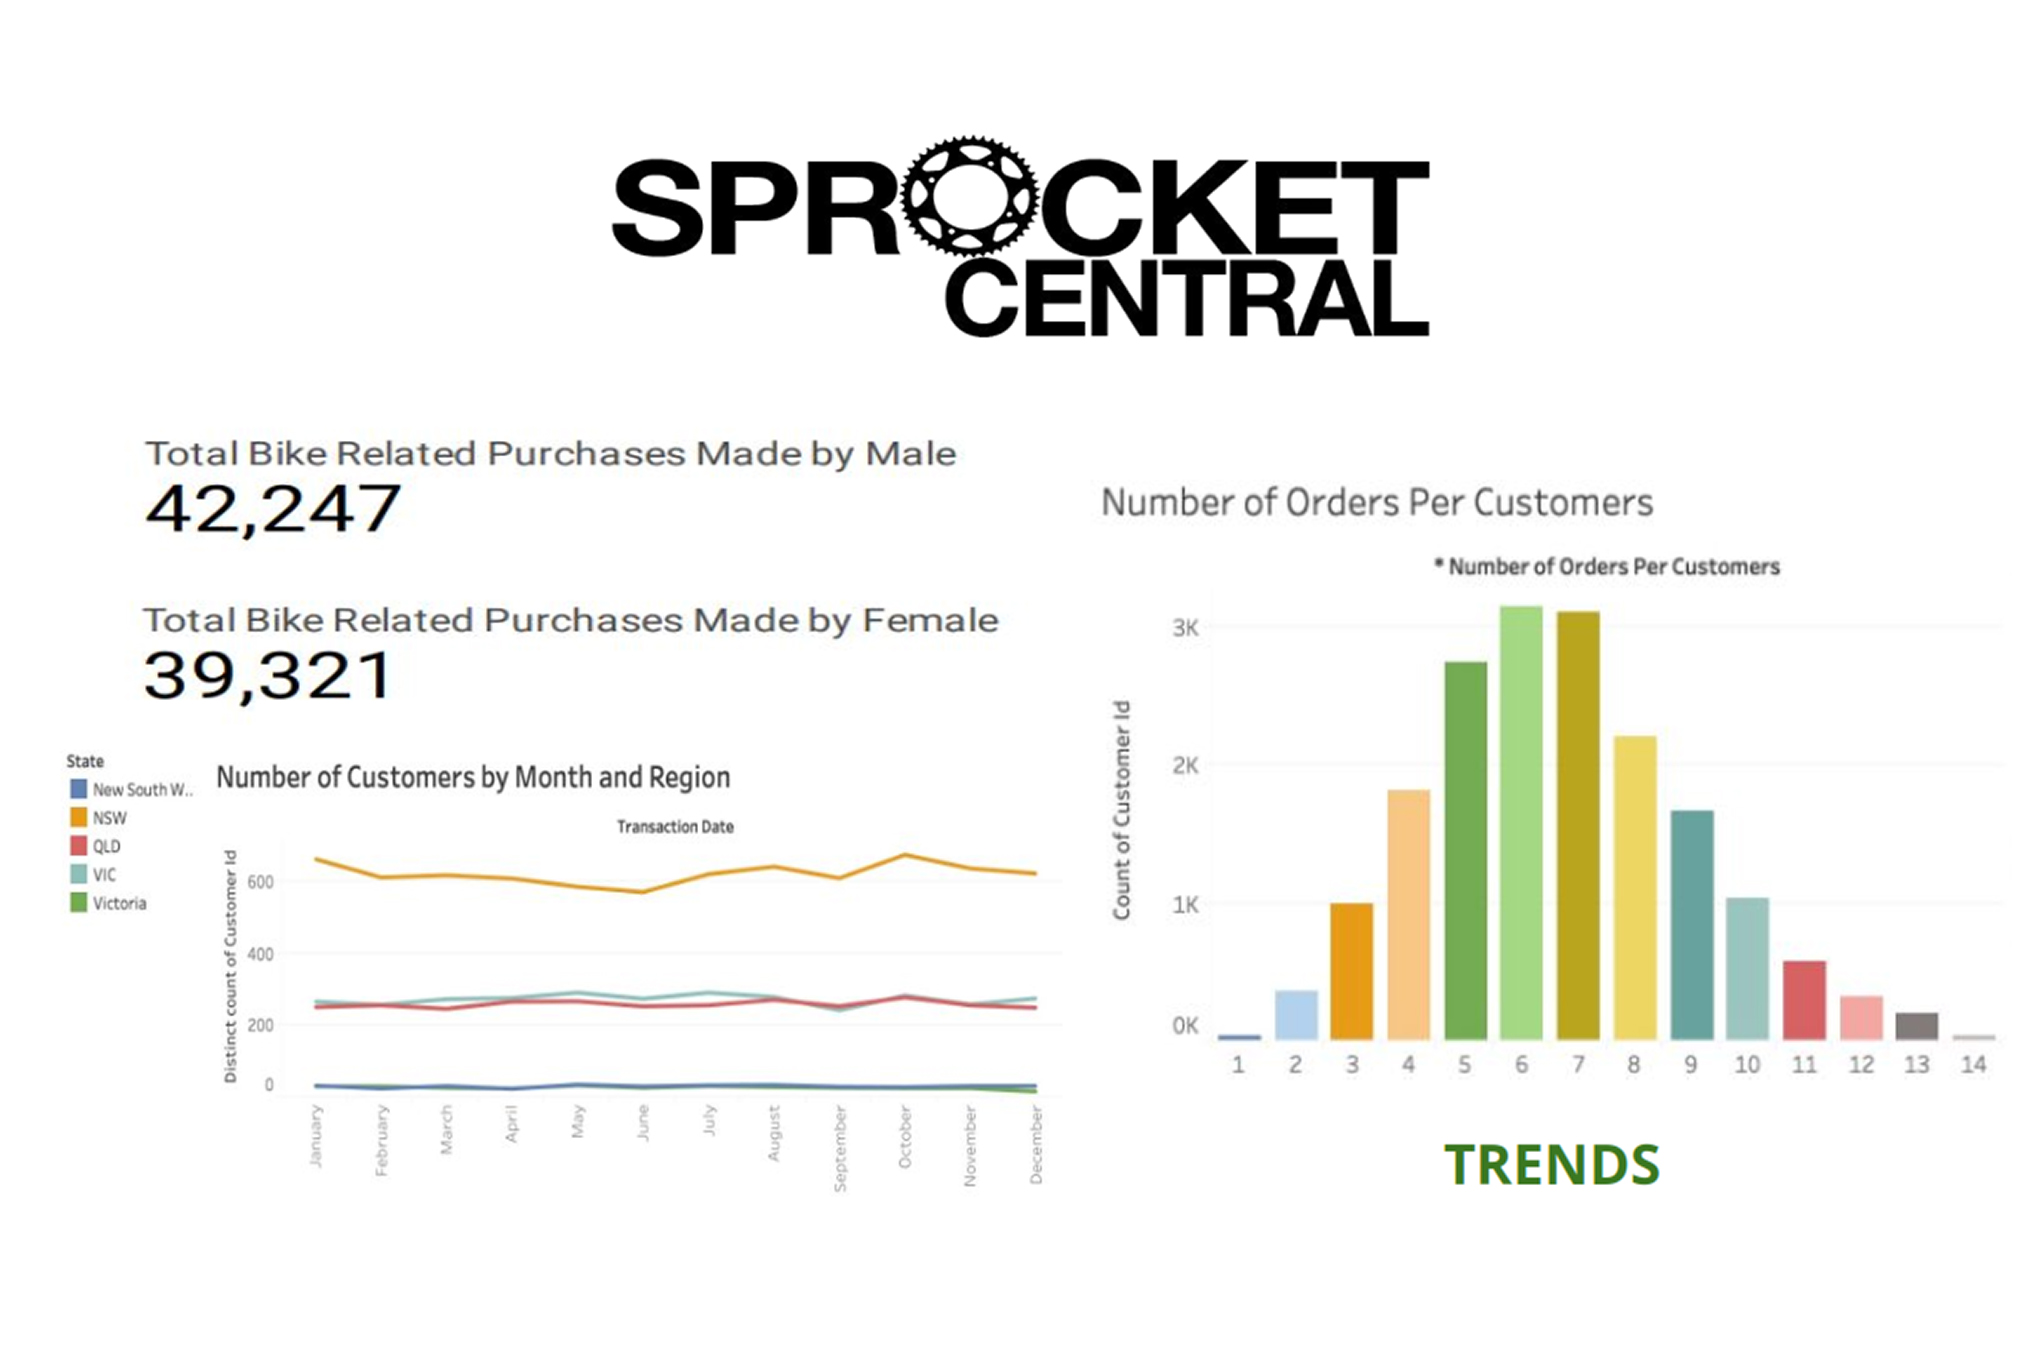 SPROCKET
CENTRAL
Total Bike Related Purchases Made by Male
42,247
Total Bike Related Purchases Made by Female
39,321
State
New South W..
NSW
QLD
VIC
Victoria
Number of Customers by Month and Region
Transaction Date
Distinct count of Customer Id
600
400
200
0
January
February
March
April
May
June
July
August
September
October
November
December
Number of Orders Per Customers
* Number of Orders Per Customers
Count of Customer Id
3K
2K
1K
0K
1 2 3 4 5 6 7 8 9 10 11 12 13 14
TRENDS